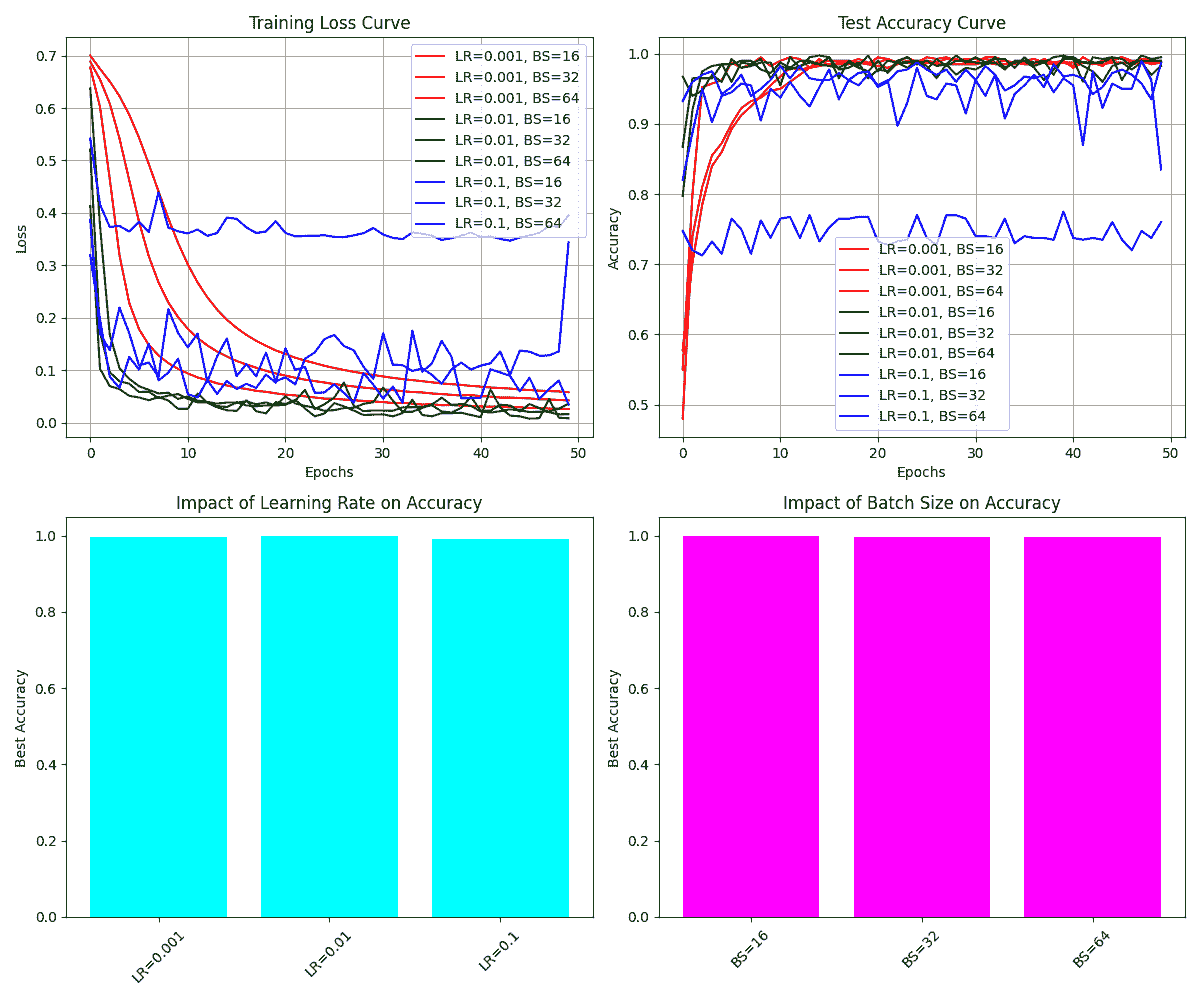 Training Loss Curve
Loss
0.7
0.6
0.5
0.4
0.3
0.2
0.1
0.0
LR=0.001, BS=16
LR=0.001, BS=32
LR=0.001, BS=64
LR=0.01, BS=16
LR=0.01, BS=32
LR=0.01, BS=64
LR=0.1, BS=16
LR=0.1, BS=32
LR=0.1, BS=64
0 10 20 30 40 50
Epochs
Test Accuracy Curve
Accuracy
1.0
0.9
0.8
0.7
0.6
0.5
LR=0.001, BS=16
LR=0.001, BS=32
LR=0.001, BS=64
LR=0.01, BS=16
LR=0.01, BS=32
LR=0.01, BS=64
LR=0.1, BS=16
LR=0.1, BS=32
LR=0.1, BS=64
0 10 20 30 40 50
Epochs
Impact of Learning Rate on Accuracy
Best Accuracy
1.0
0.8
0.6
0.4
0.2
0.0
LR=0.001
LR=0.01
LR=0.1
Impact of Batch Size on Accuracy
Best Accuracy
1.0
0.8
0.6
0.4
0.2
0.0
BS=16
BS=32
BS=64